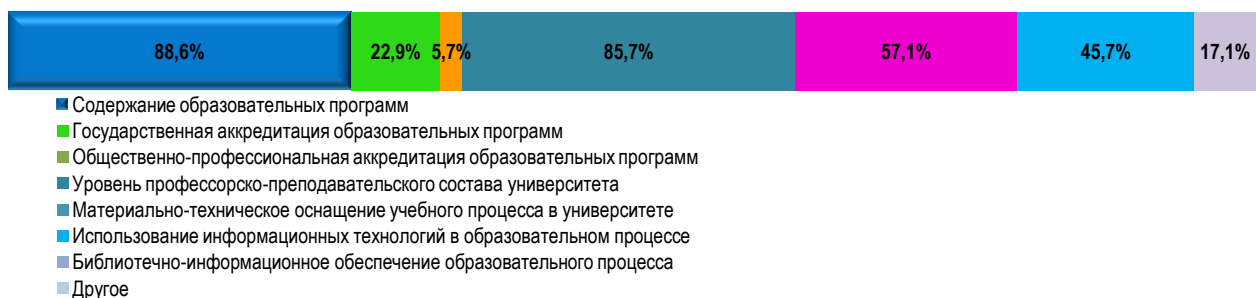 88,6% 22,9% 5,7% 85,7% 57,1% 45,7% 17,1%
Содержание образовательных программ
Государственная аккредитация образовательных программ
Общественно-профессиональная аккредитация образовательных программ
Уровень профессорско-преподавательского состава университета
Материально-техническое оснащение учебного процесса в университете
Использование информационных технологий в образовательном процессе
Библиотечно-информационное обеспечение образовательного процесса
Другое